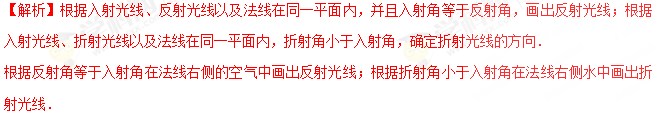 【解析】根据入射光线、反射光线以及法线在同一平面内，并且入射角等于反射角，画出反射光线；根据
入射光线、折射光线以及法线在同一平面内，折射角小于入射角，确定折射光线的方向．
根据反射角等于入射角在法线右侧的空气中画出反射光线；根据折射角小于入射角在法线右侧水中画出折
射光线．